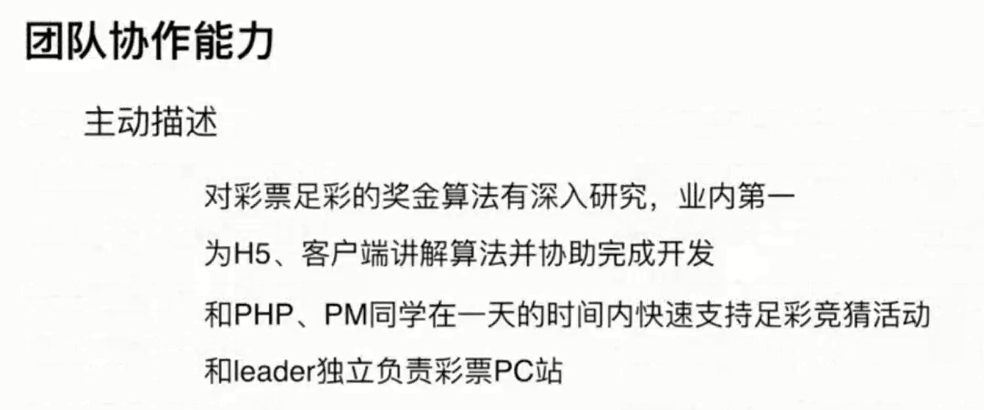 团队协作能力
主动描述
对彩票足彩的奖金算法有深入研究，业内第一
为H5、客户端讲解算法并协助完成开发
和PHP、PM同学在一天的时间内快速支持足彩竞猜活动
和leader独立负责彩票PC站